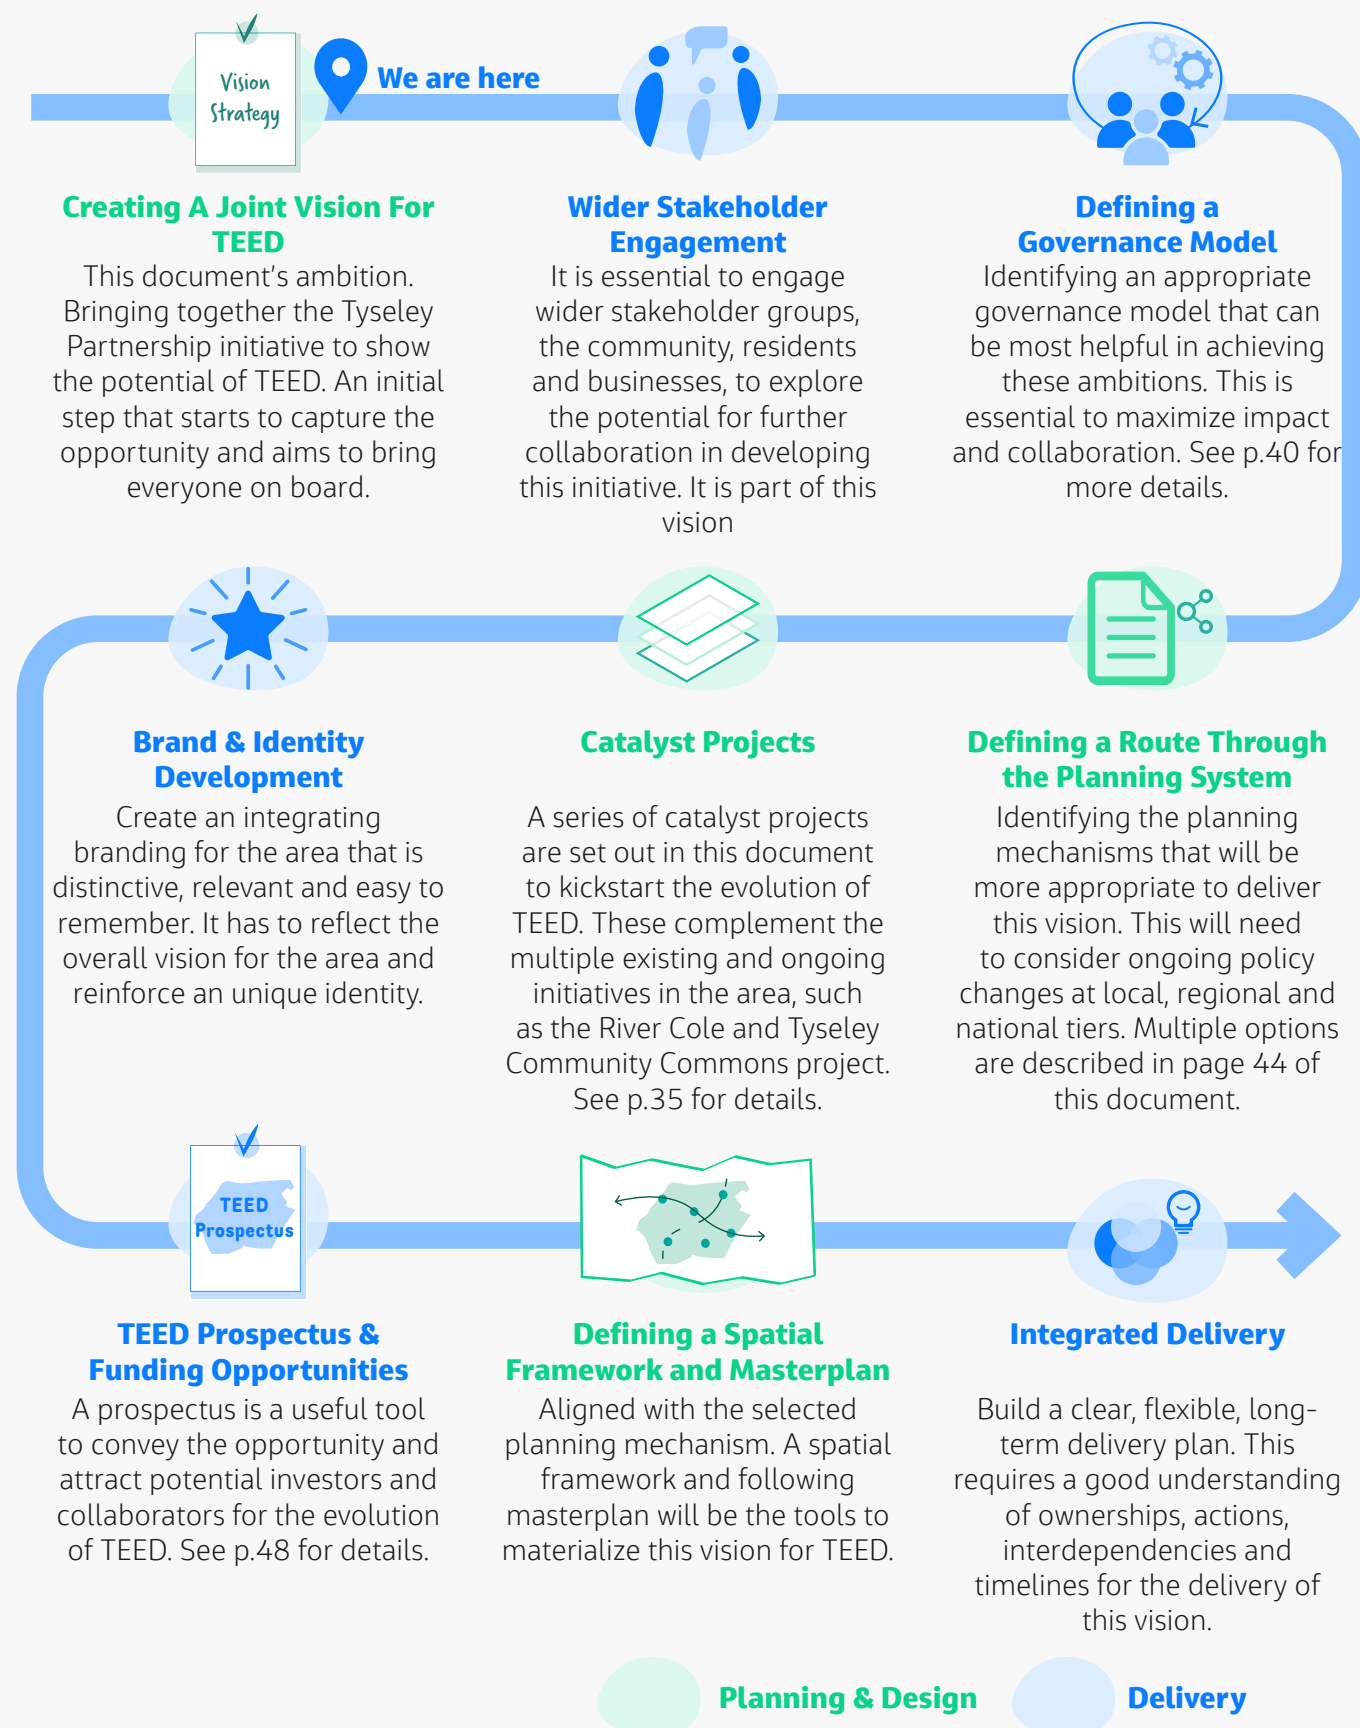 Vision
Strategy
We are here
Creating A Joint Vision For
TEED
This document's ambition.
Bringing together the Tyseley
Partnership initiative to show
the potential of TEED. An initial
step that starts to capture the
opportunity and aims to bring
everyone on board.
Wider Stakeholder
Engagement
It is essential to engage
wider stakeholder groups,
the community, residents
and businesses, to explore
the potential for further
collaboration in developing
this initiative. It is part of this
vision
Defining a
Governance Model
Identifying an appropriate
governance model that can
be most helpful in achieving
these ambitions. This is
essential to maximize impact
and collaboration. See p.40 for
more details.
Brand & Identity
Development
Create an integrating
branding for the area that is
distinctive, relevant and easy to
remember. It has to reflect the
overall vision for the area and
reinforce an unique identity.
Catalyst Projects
A series of catalyst projects
are set out in this document
to kickstart the evolution of
TEED. These complement the
multiple existing and ongoing
initiatives in the area, such
as the River Cole and Tyseley
Community Commons project.
See p.35 for details.
Defining a Route Through
the Planning System
Identifying the planning
mechanisms that will be
more appropriate to deliver
this vision. This will need
to consider ongoing policy
changes at local, regional and
national tiers. Multiple options
are described in page 44 of
this document.
TEED
Prospectus
TEED Prospectus &
Funding Opportunities
A prospectus is a useful tool
to convey the opportunity and
attract potential investors and
collaborators for the evolution
of TEED. See p.48 for details.
Defining a Spatial
Framework and Masterplan
Aligned with the selected
planning mechanism. A spatial
framework and following
masterplan will be the tools to
materialize this vision for TEED.
Integrated Delivery
Build a clear, flexible, long-
term delivery plan. This
requires a good understanding
of ownerships, actions,
interdependencies and
timelines for the delivery of
this vision.
Planning & Design
Delivery